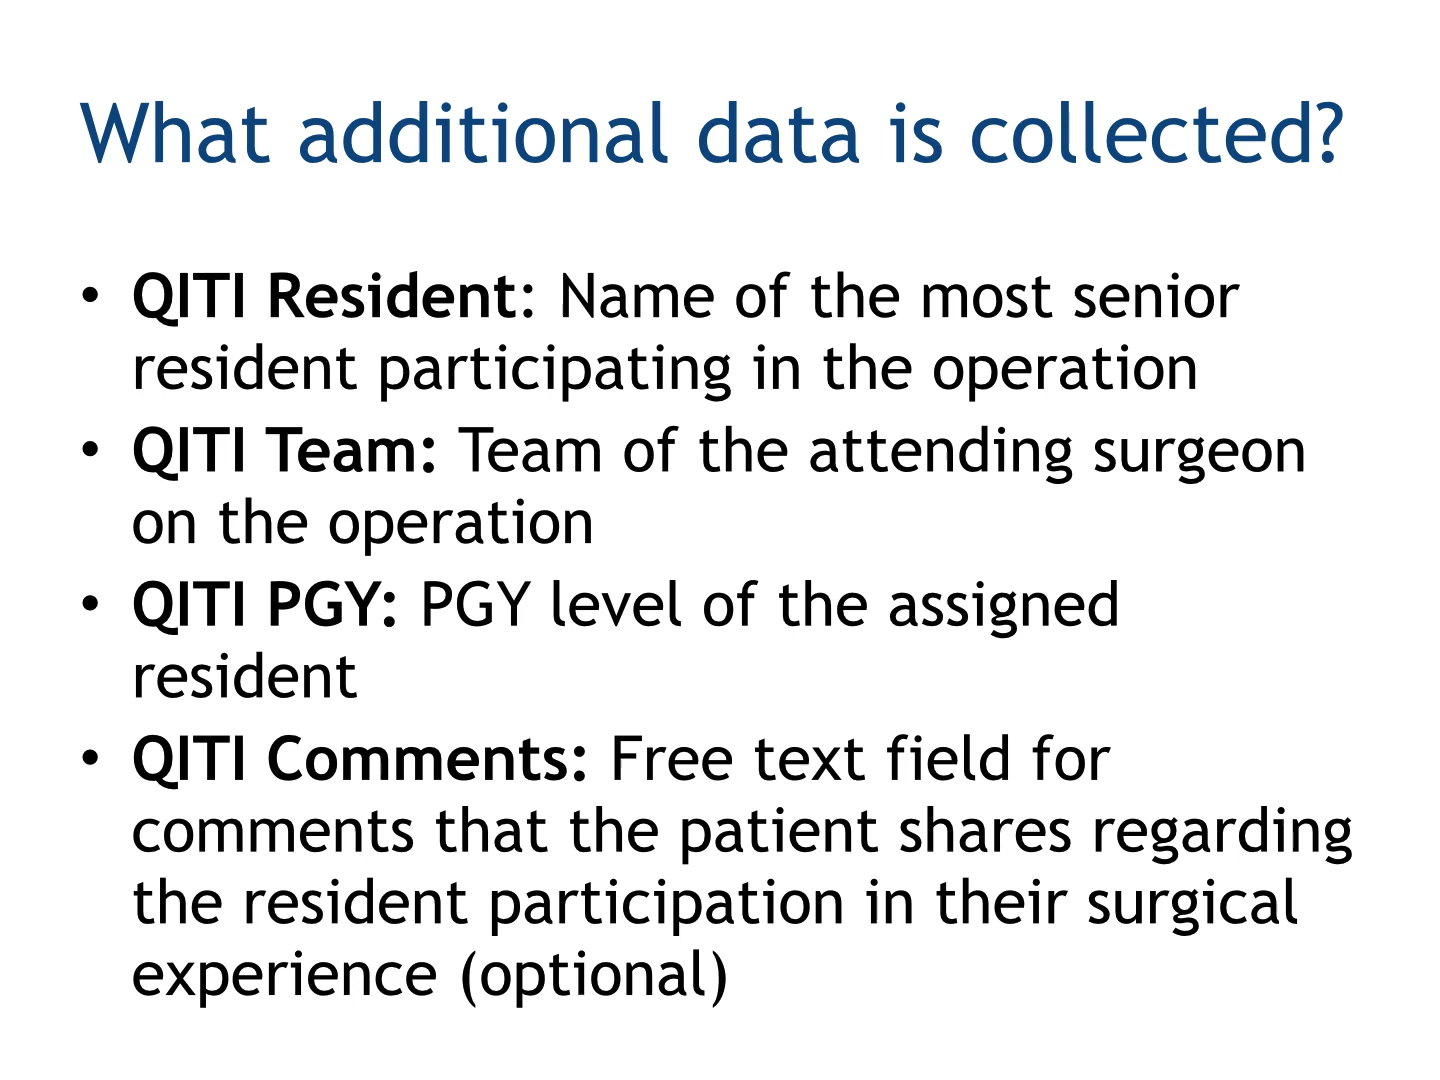 What additional data is collected?
• QITI Resident: Name of the most senior
resident participating in the operation
• QITI Team: Team of the attending surgeon
on the operation
• QITI PGY: PGY level of the assigned
resident
• QITI Comments: Free text field for
comments that the patient shares regarding
the resident participation in their surgical
experience (optional)